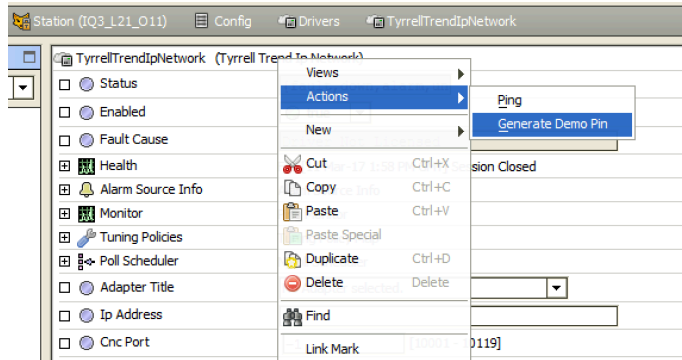 Station (IQ3_L21_O11) Config Drivers TyrrellTrendIpNetwork
TyrrellTrendIpNetwork (Tyrrell Trend Ip Network)
Status
Enabled
Fault Cause
Health
Session Closed
Alarm Source Info
Monitor
Tuning Policies
Poll Scheduler
Adapter Title
Ip Address
Cnc Port
Views
Actions
New
Cut Ctrl+X
Copy Ctrl+C
Paste Ctrl+V
Paste Special
Duplicate Ctrl+D
Delete Delete
Find
Link Mark
Ping
Generate Demo Pin